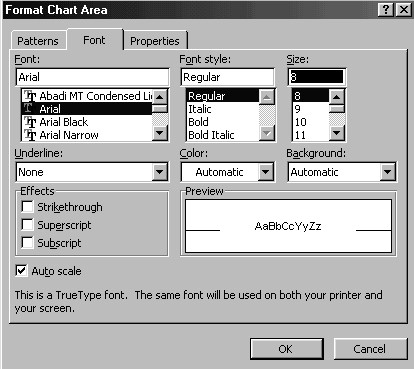 Format Chart Area
Patterns Font Properties
Font: Font style: Size:
Arial Regular 8
Abadi MT Condensed Lig Regular 8
Arial Italic 9
Arial Black Bold 10
Arial Narrow Bold Italic 11
Underline: Color: Background:
None Automatic Automatic
Effects Preview
Strikethrough
Superscript AaBbCcYyZz
Subscript
Auto scale
This is a TrueType font. The same font will be used on both your printer and
your screen.
OK Cancel